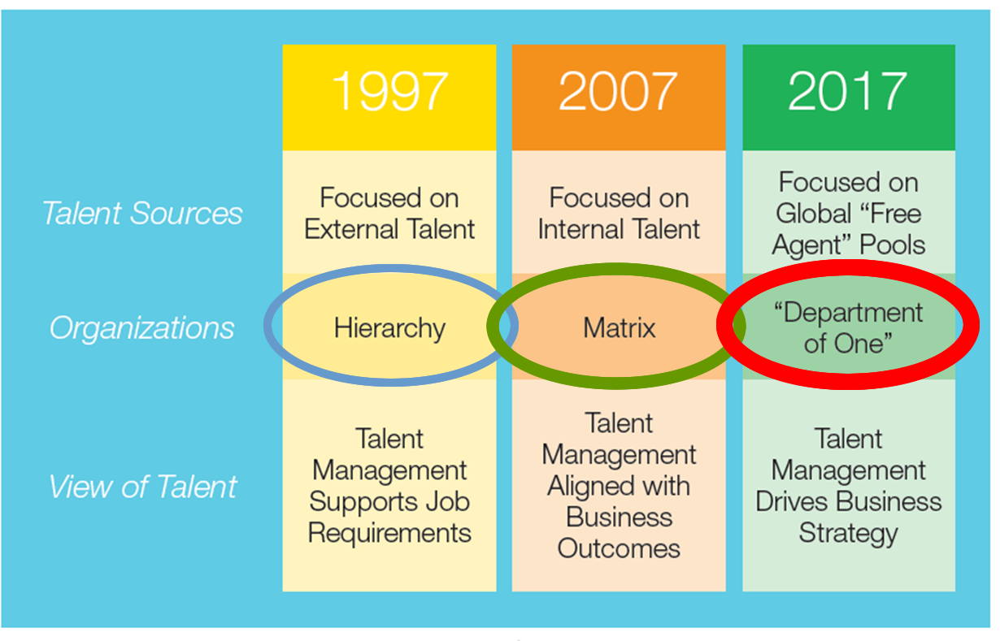 1997
2007
2017
Talent Sources
Focused on
External Talent
Focused on
Internal Talent
Focused on
Global “Free
Agent” Pools
Organizations
Hierarchy
Matrix
“Department
of One”
View of Talent
Talent
Management
Supports Job
Requirements
Talent
Management
Aligned with
Business
Outcomes
Talent
Management
Drives Business
Strategy